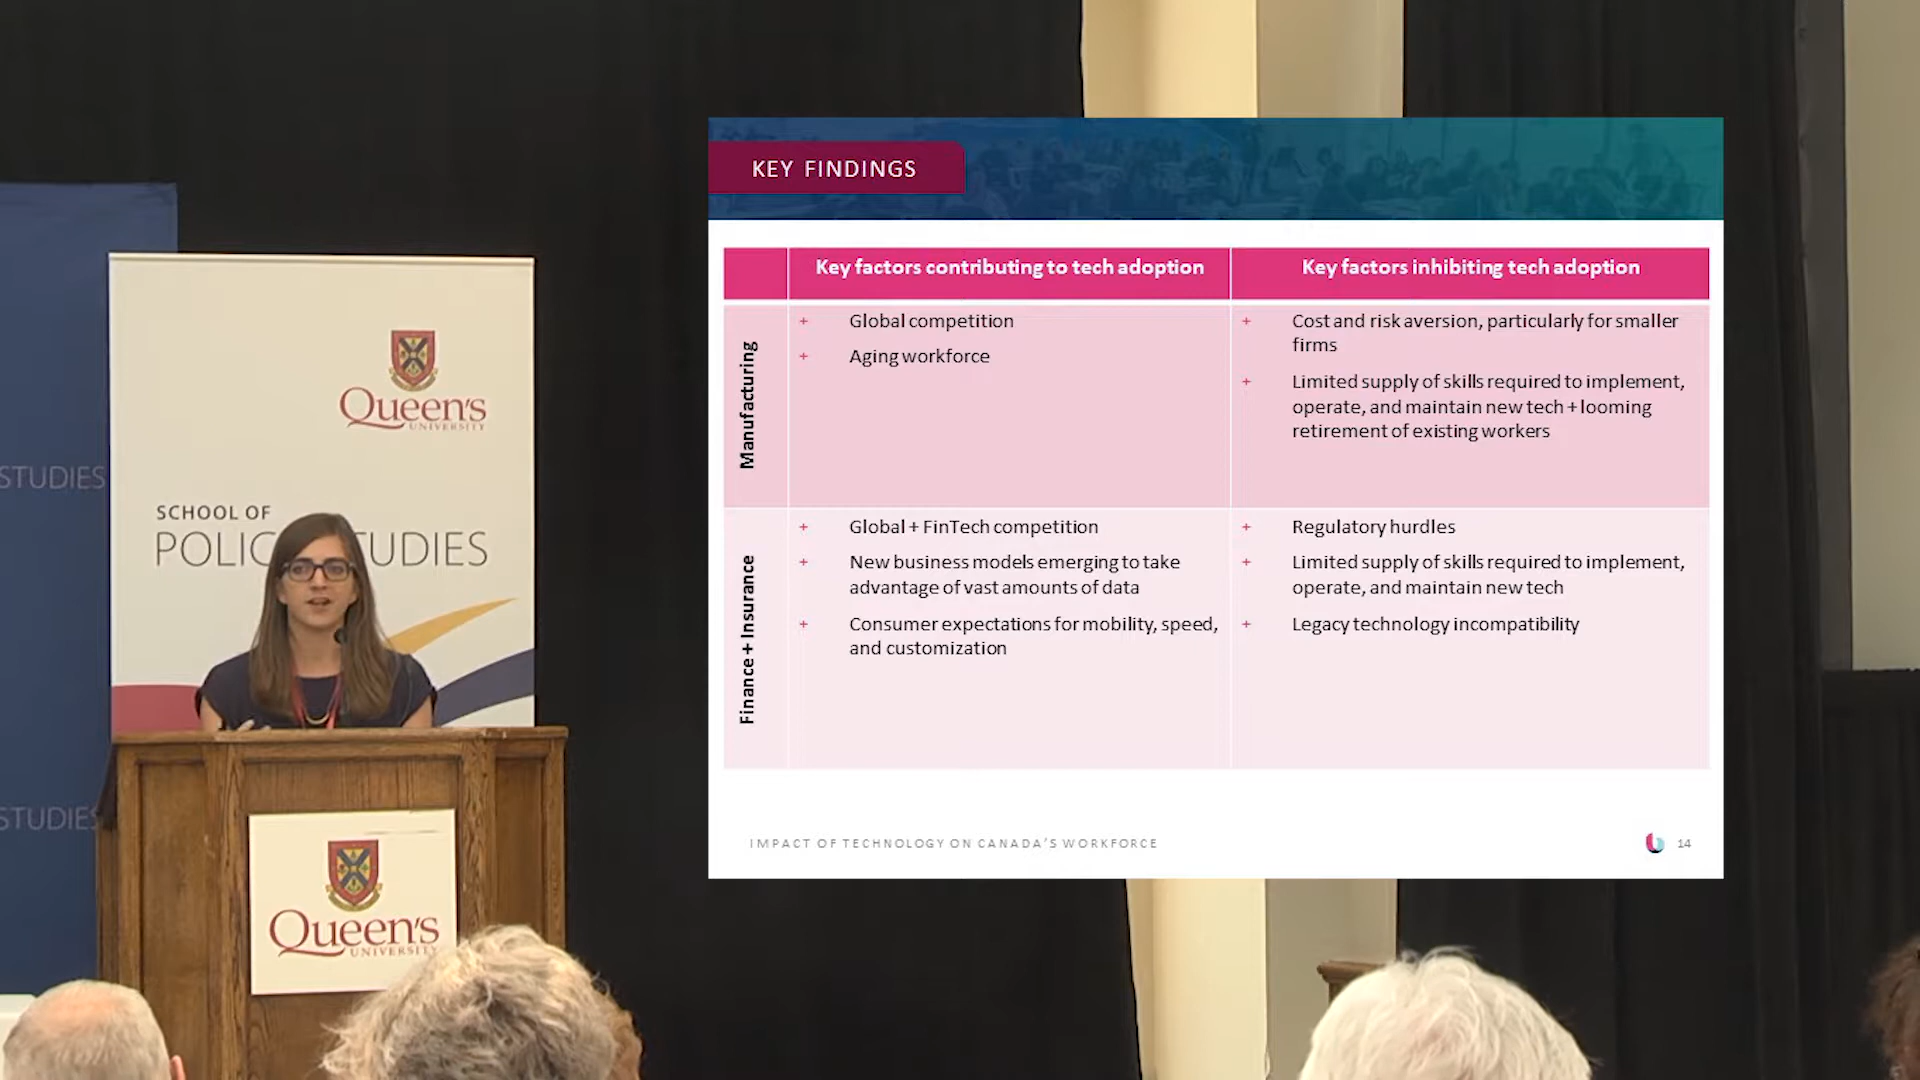 STUDIES
STUDIES
Queen's
UNIVERSITY
SCHOOL OF
POLIC TUDIES
Queen's
UNIVERSITY
KEY FINDINGS
Key factors contributing to tech adoption
Key factors inhibiting tech adoption
Manufacturing
+ Global competition
+ Aging workforce
+ Cost and risk aversion, particularly for smaller
firms
+ Limited supply of skills required to implement,
operate, and maintain new tech + looming
retirement of existing workers
Finance + Insurance
+ Global + FinTech competition
+ New business models emerging to take
advantage of vast amounts of data
+ Consumer expectations for mobility, speed,
and customization
+ Regulatory hurdles
+ Limited supply of skills required to implement,
operate, and maintain new tech
+ Legacy technology incompatibility
IMPACT OF TECHNOLOGY ON CANADA'S WORKFORCE
14